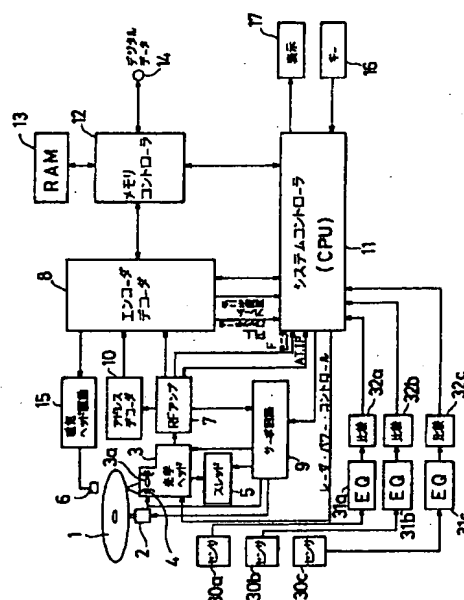 17
表示
キー
16
デジタル
データ
14
13
RAM
12
メモリ
コントローラ
システムコントローラ
(CPU)
11
8
エンコーダ
デコーダ
15
磁気
ヘッド駆動
10
アドレス
デコーダ
RFアンプ
7
3
3a
光学
ヘッド
スレッド
5
サーボ回路
9
6
1
2
4
レーザ・パワー・コントロール
32a
比較
32b
比較
32c
比較
31a
EQ
31b
EQ
31c
EQ
センサ
30a
センサ
30b
センサ
30c